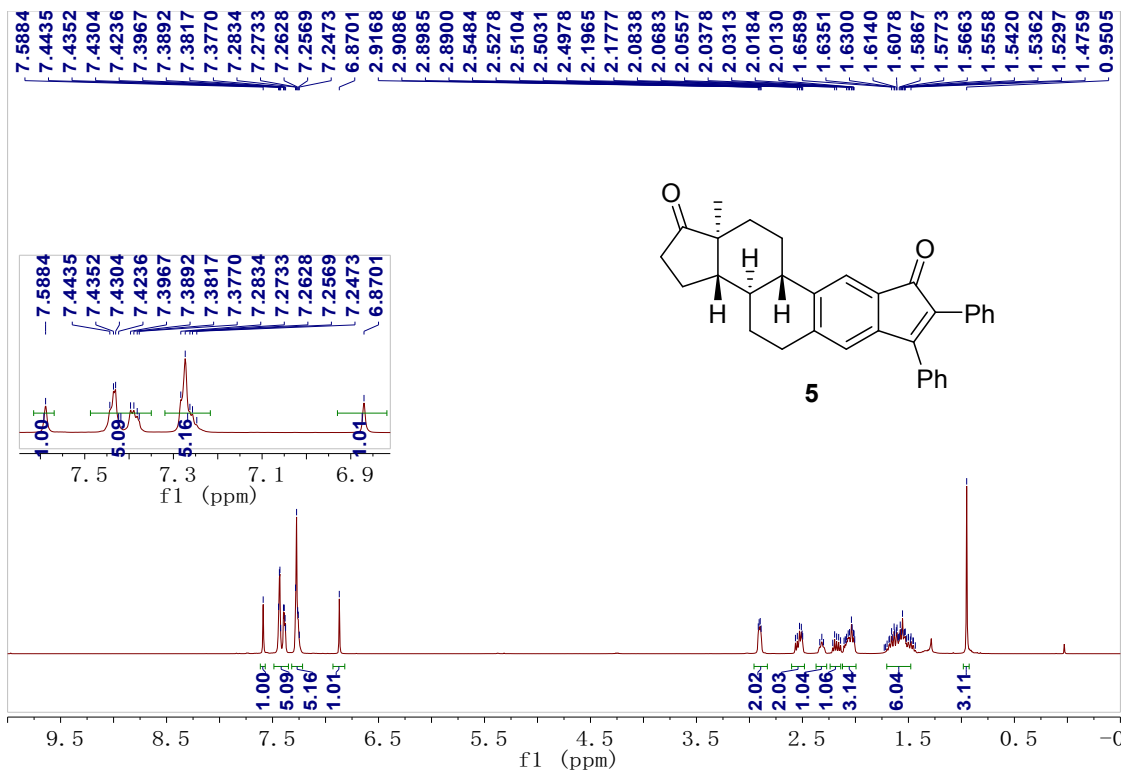 7.5884 7.4435 7.4352 7.4304 7.4236 7.3967 7.3892 7.3817 7.3770 7.2834 7.2733 7.2628 7.2569 7.2473 6.8701 2.9168 2.9086 2.8985 2.8900 2.5484 2.5278 2.5104 2.5031 2.4978 2.1965 2.1777 2.0838 2.0683 2.0557 2.0378 2.0313 2.0184 2.0130 1.6589 1.6351 1.6300 1.6140 1.6078 1.5867 1.5773 1.5663 1.5558 1.5420 1.5362 1.5297 1.4759 0.9505
O
H
H
H
O
Ph
Ph
5
7.5884 7.4435 7.4352 7.4304 7.4236 7.3967 7.3892 7.3817 7.3770 7.2834 7.2733 7.2628 7.2569 7.2473 6.8701
1.00 5.09 5.16 1.01
7.5 7.3 7.1 6.9
f1 (ppm)
1.00 5.09 5.16 1.01 2.02 2.03 1.04 1.06 3.14 6.04 3.11
9.5 8.5 7.5 6.5 5.5 4.5 3.5 2.5 1.5 0.5 -0
f1 (ppm)